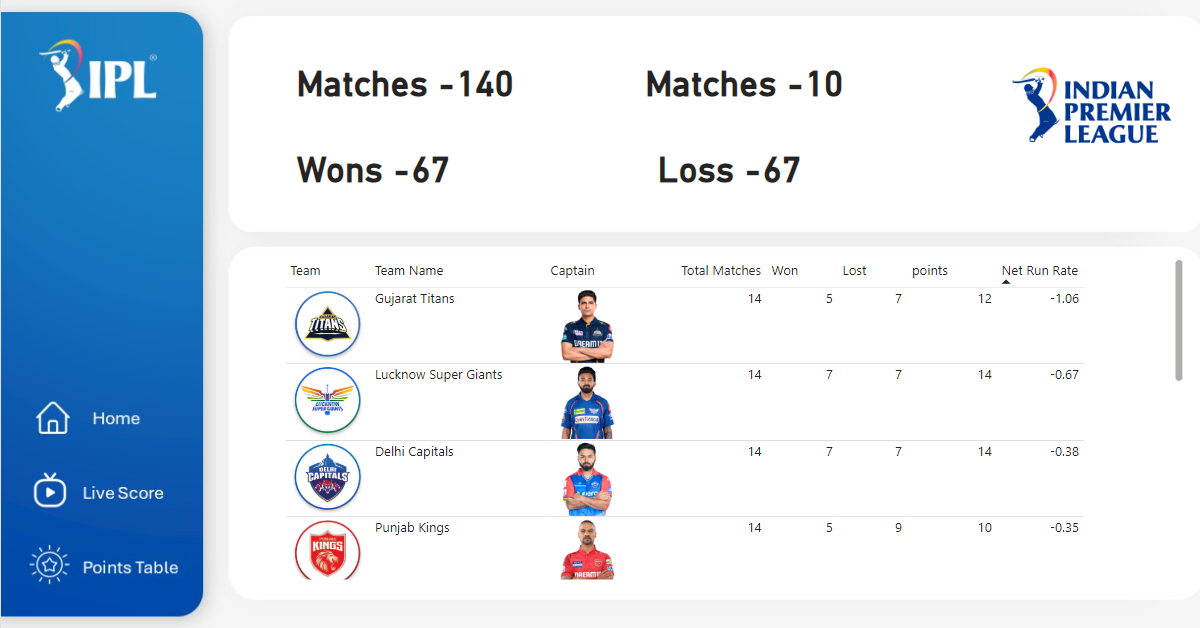 IPL
Matches -140
Matches -10
Wons -67
Loss -67
INDIAN
PREMIER
LEAGUE
Home
Live Score
Points Table
Team Team Name Captain Total Matches Won Lost points Net Run Rate
Gujarat Titans 14 5 7 12 -1.06
TITANS
Lucknow Super Giants 14 7 7 14 -0.67
LUCKNOW
SUPER GIANTS
Delhi Capitals 14 7 7 14 -0.38
DELHI
CAPITALS
Punjab Kings 14 5 9 10 -0.35
KINGS